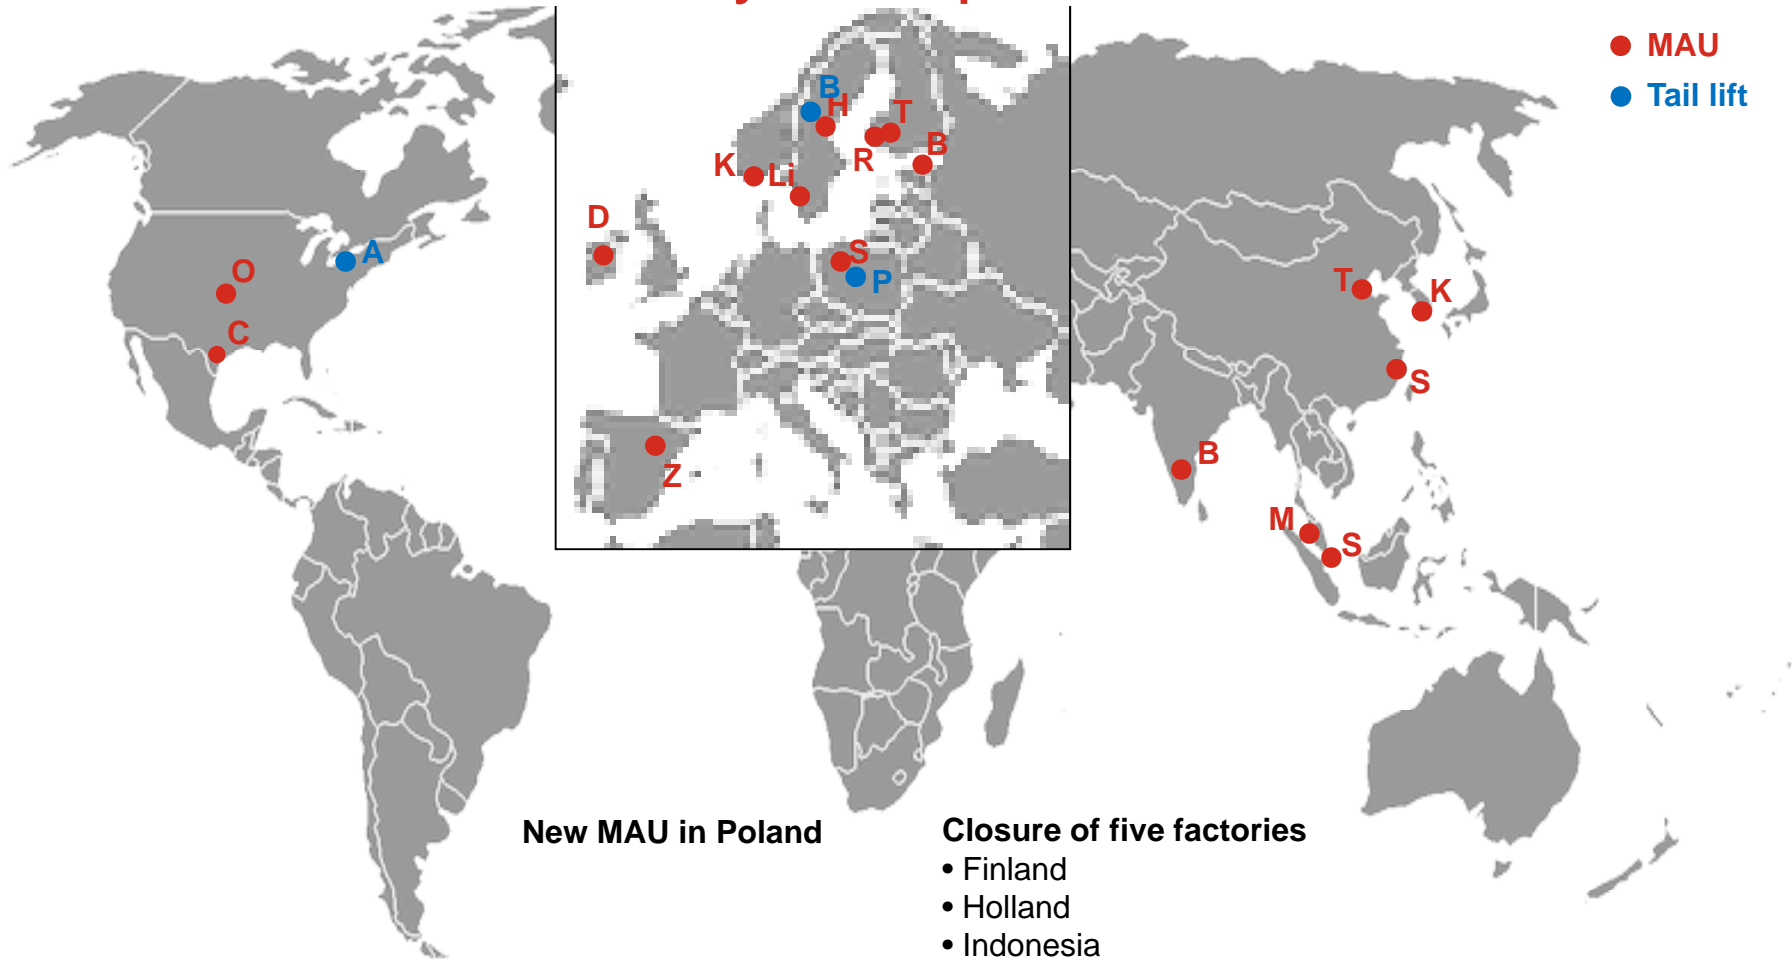 MAU
Tail lift
B
H
T
R
B
K
Li
D
S
P
Z
A
O
C
T
K
S
B
M
S
New MAU in Poland
Closure of five factories
• Finland
• Holland
• Indonesia